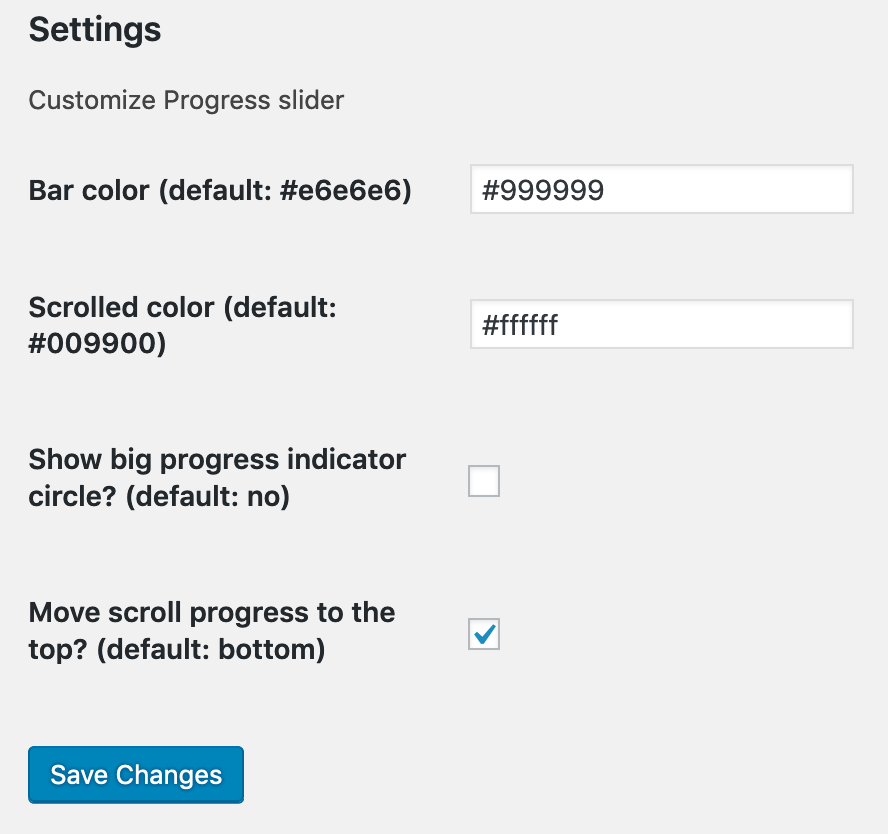 Settings
Customize Progress slider
Bar color (default: #e6e6e6)
#999999
Scrolled color (default:
#009900)
#ffffff
Show big progress indicator
circle? (default: no)
Move scroll progress to the
top? (default: bottom)
Save Changes